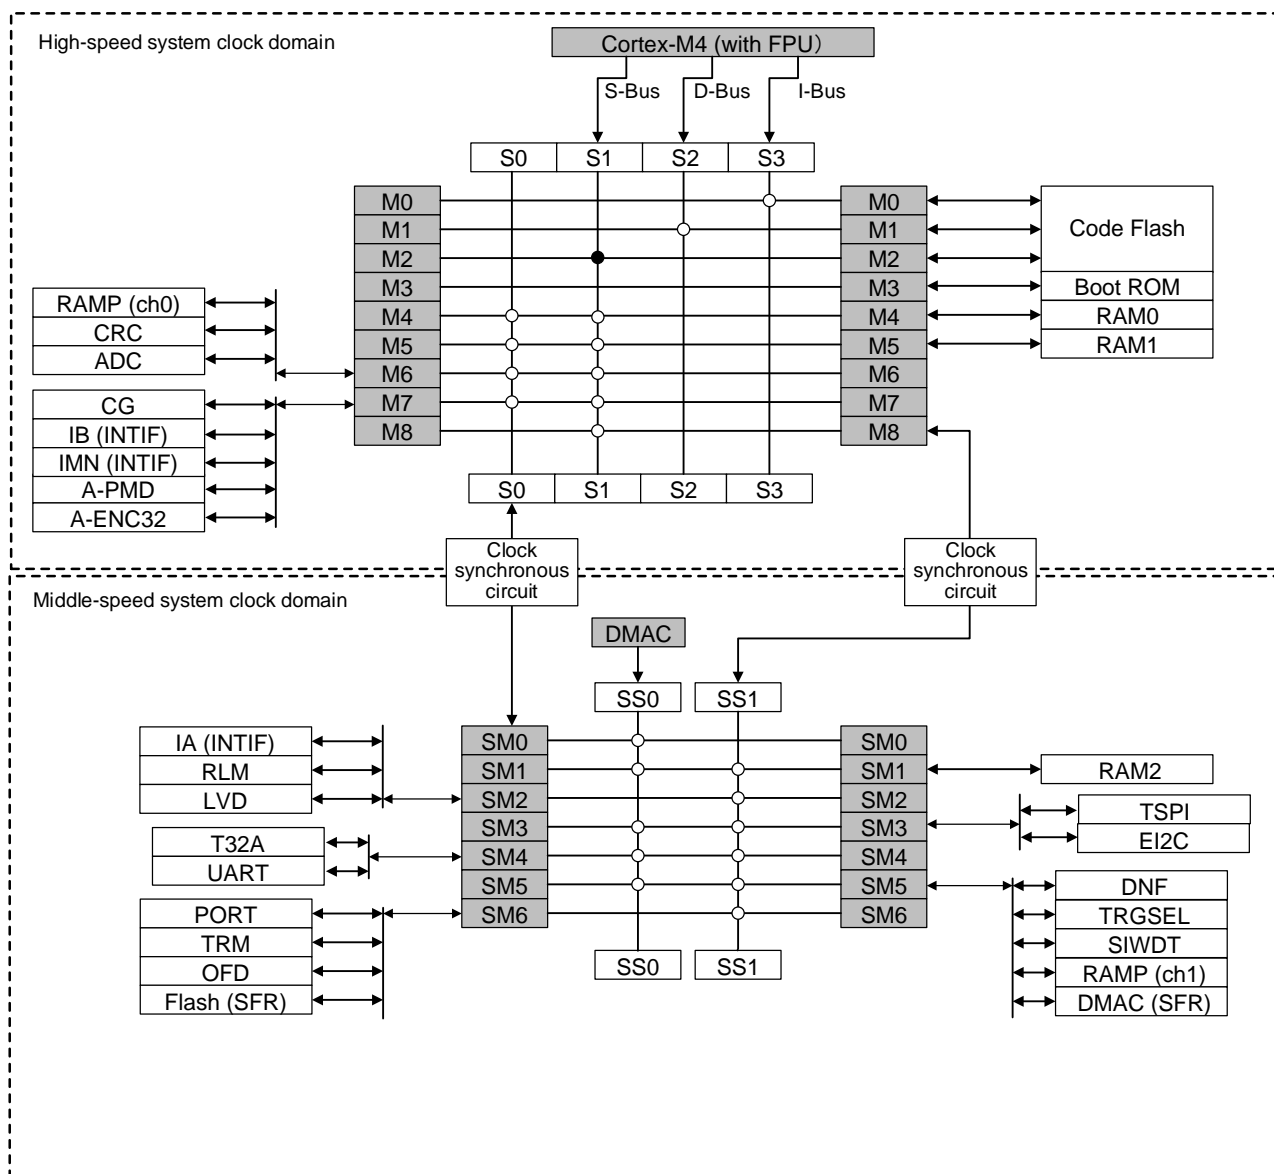 High-speed system clock domain
Cortex-M4 (with FPU）
S-Bus
D-Bus
I-Bus
S0
S1
S2
S3
M0
M1
M2
M3
M4
M5
M6
M7
M8
M0
M1
M2
M3
M4
M5
M6
M7
M8
Code Flash
Boot ROM
RAM0
RAM1
RAMP (ch0)
CRC
ADC
CG
IB (INTIF)
IMN (INTIF)
A-PMD
A-ENC32
S0
S1
S2
S3
Clock
synchronous
circuit
Clock
synchronous
circuit
Middle-speed system clock domain
DMAC
SS0
SS1
IA (INTIF)
RLM
LVD
T32A
UART
PORT
TRM
OFD
Flash (SFR)
SM0
SM1
SM2
SM3
SM4
SM5
SM6
SM0
SM1
SM2
SM3
SM4
SM5
SM6
RAM2
TSPI
EI2C
DNF
TRGSEL
SIWDT
RAMP (ch1)
DMAC (SFR)
SS0
SS1